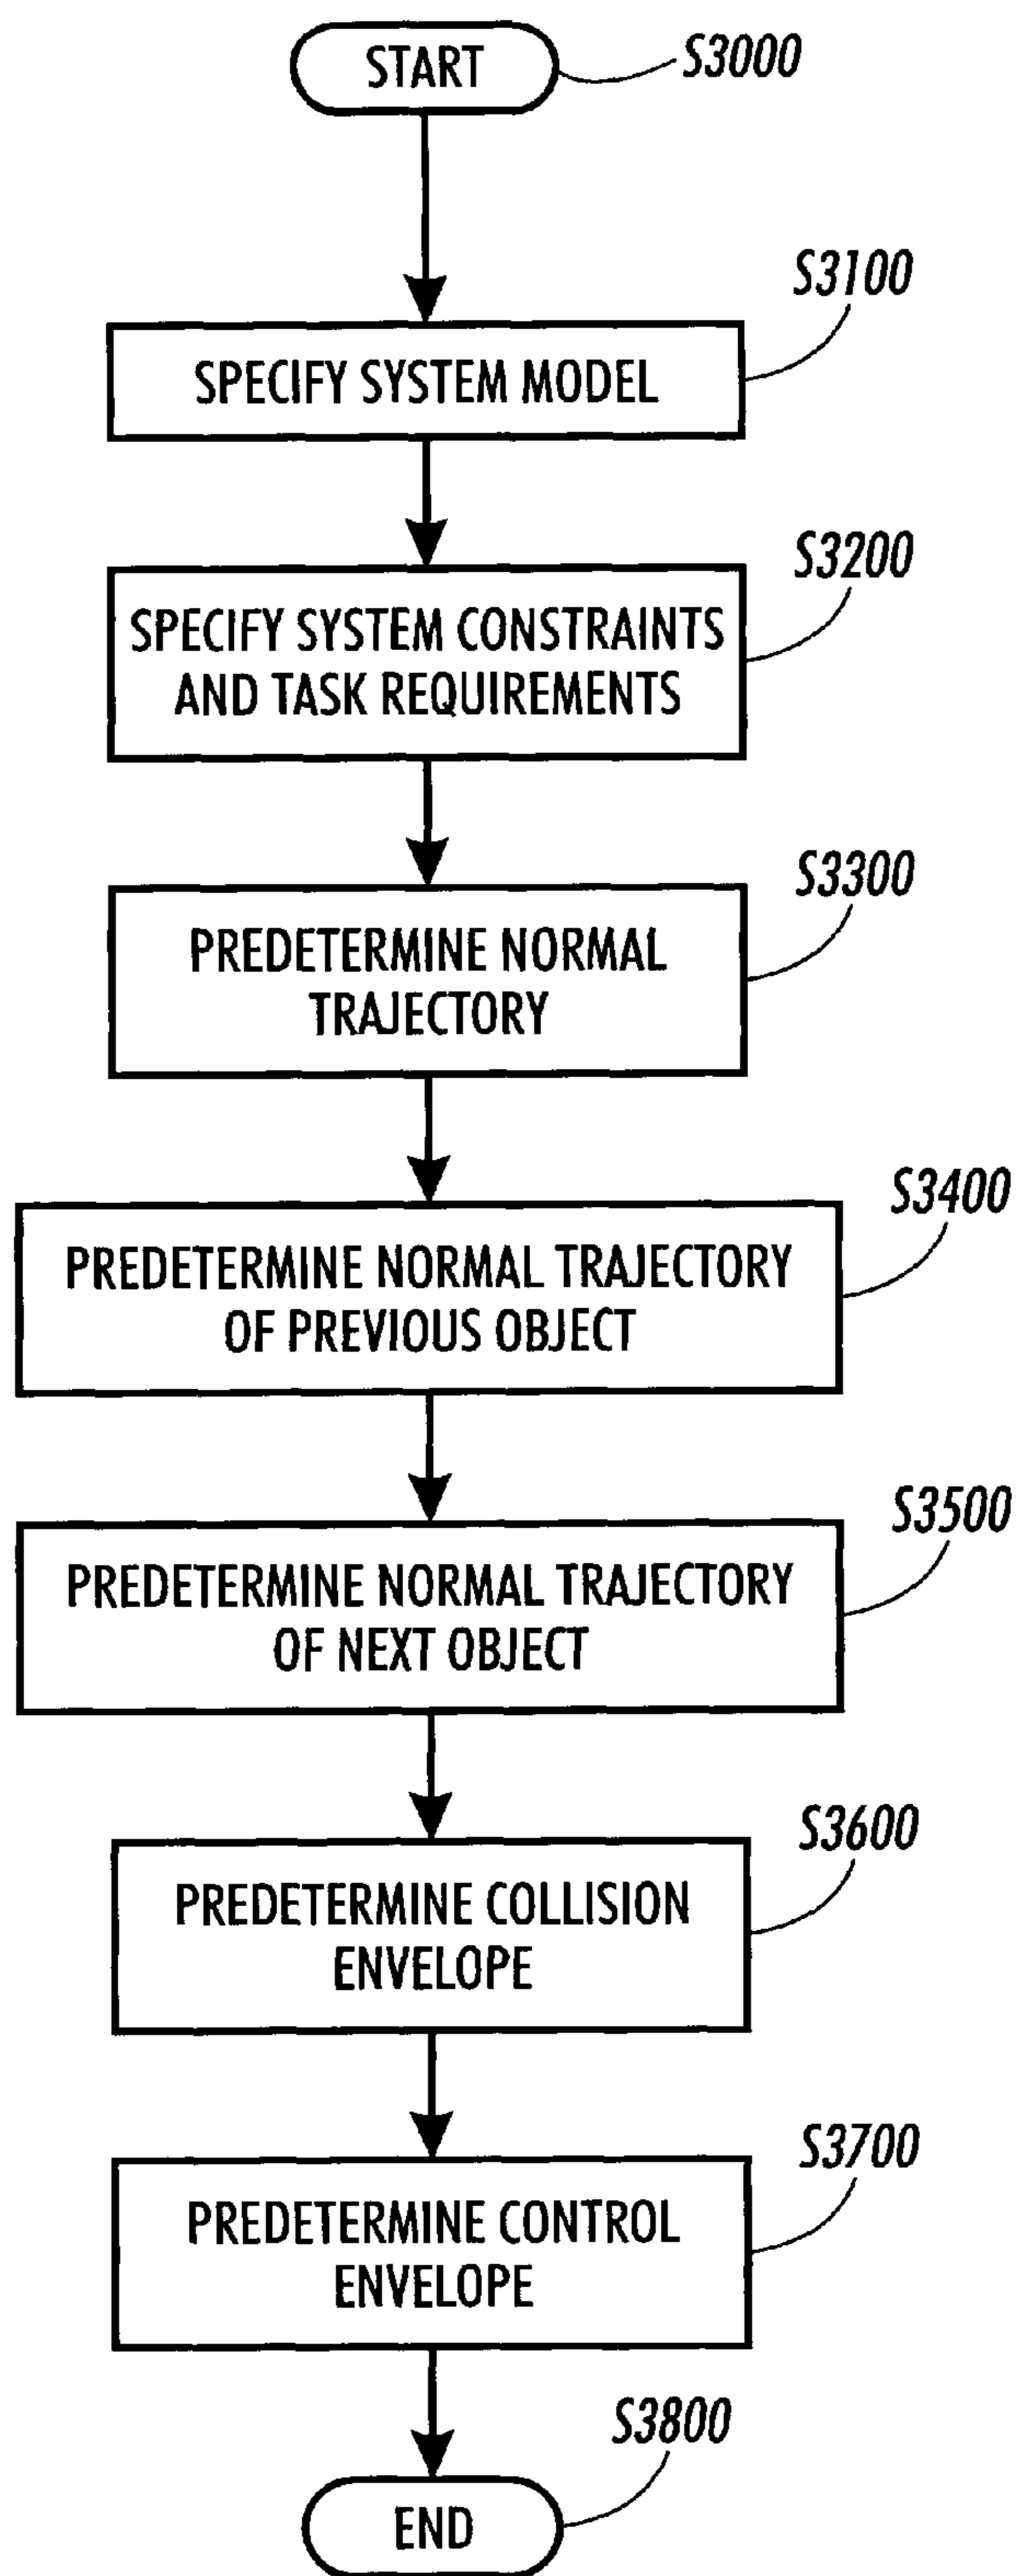 START
S3000
S3100
SPECIFY SYSTEM MODEL
S3200
SPECIFY SYSTEM CONSTRAINTS
AND TASK REQUIREMENTS
S3300
PREDETERMINE NORMAL
TRAJECTORY
S3400
PREDETERMINE NORMAL TRAJECTORY
OF PREVIOUS OBJECT
S3500
PREDETERMINE NORMAL TRAJECTORY
OF NEXT OBJECT
S3600
PREDETERMINE COLLISION
ENVELOPE
S3700
PREDETERMINE CONTROL
ENVELOPE
S3800
END